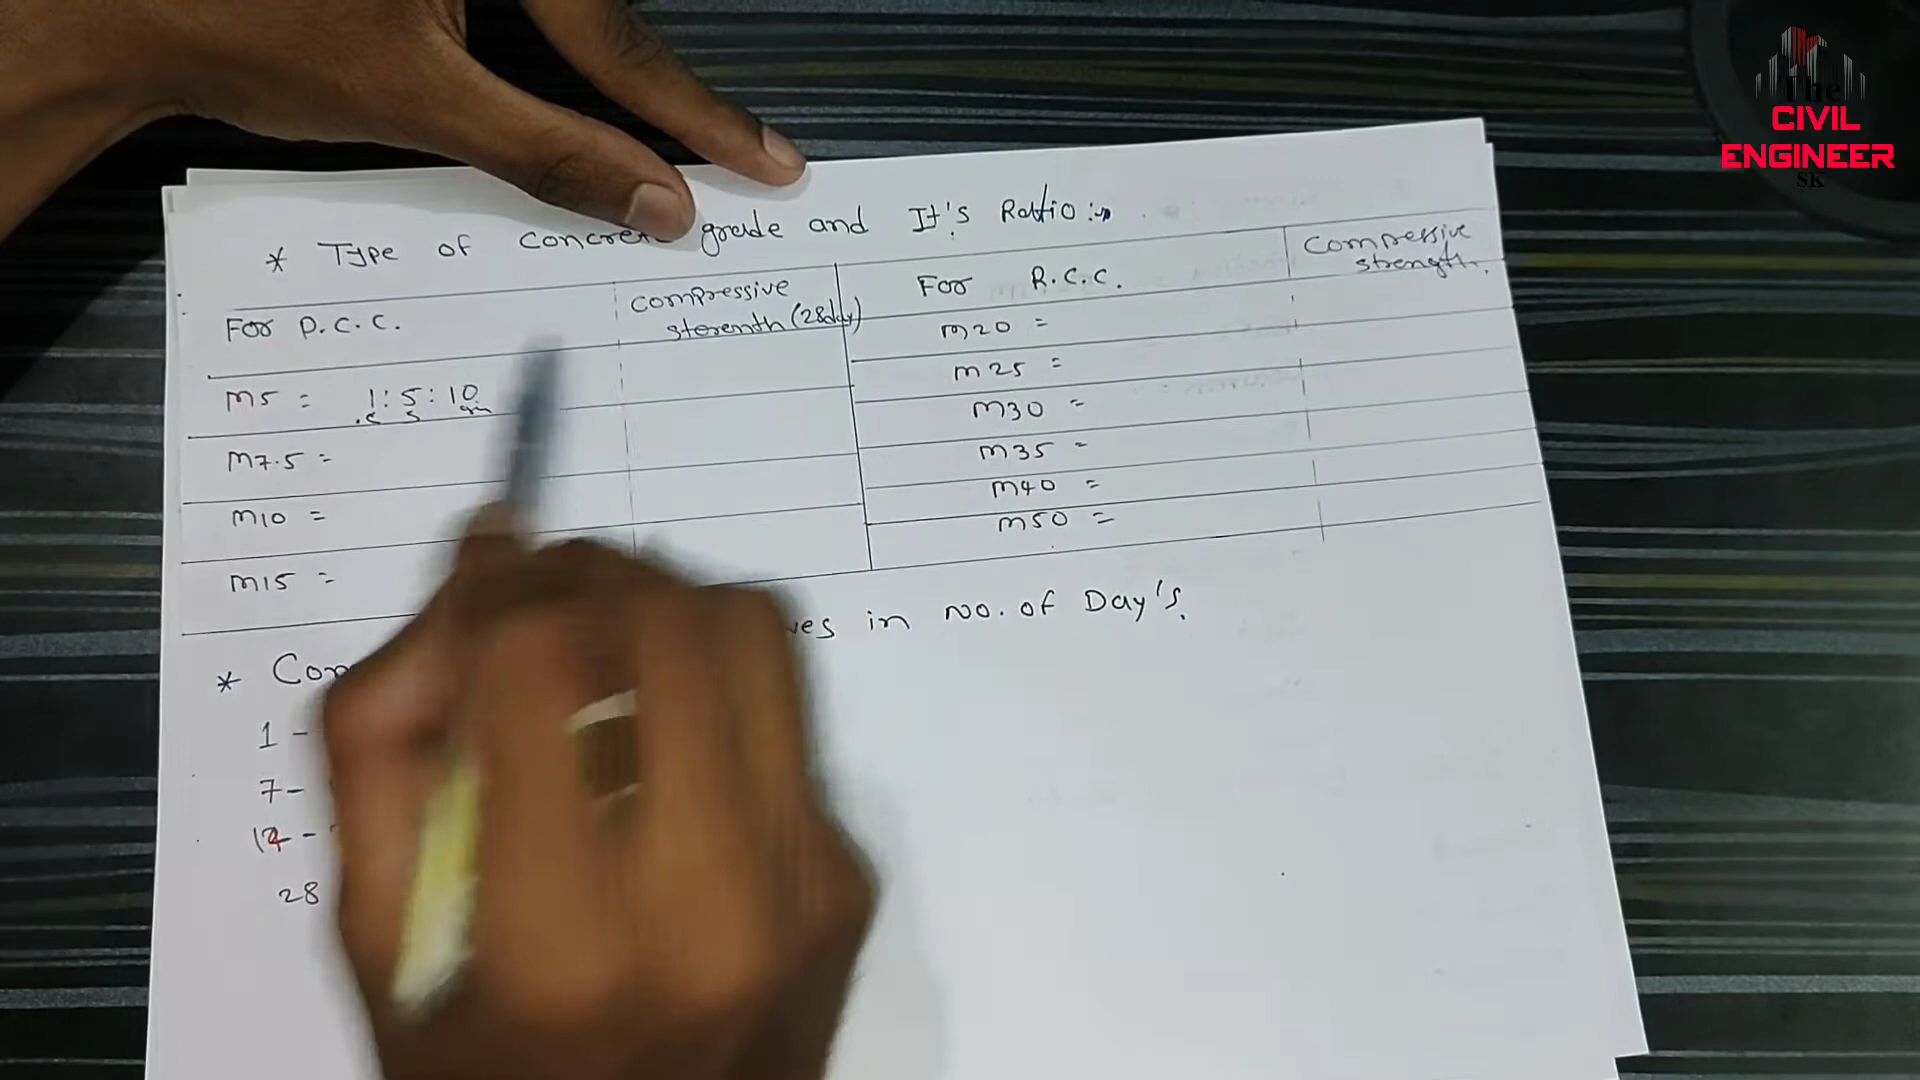 The
CIVIL
ENGINEER
SK
* Type of concre grade and It's Ratio :→
For P.C.C. compressive
sterenth (28day)
M5 = 1:5:10
c s
M7.5 =
M10 =
M15 =
For R.C.C. Compressive
strength.
M20 =
M25 =
M30 =
M35 =
M40 =
M50 =
* Con ves in No. of Day's.
1 -
7 -
14 -
28